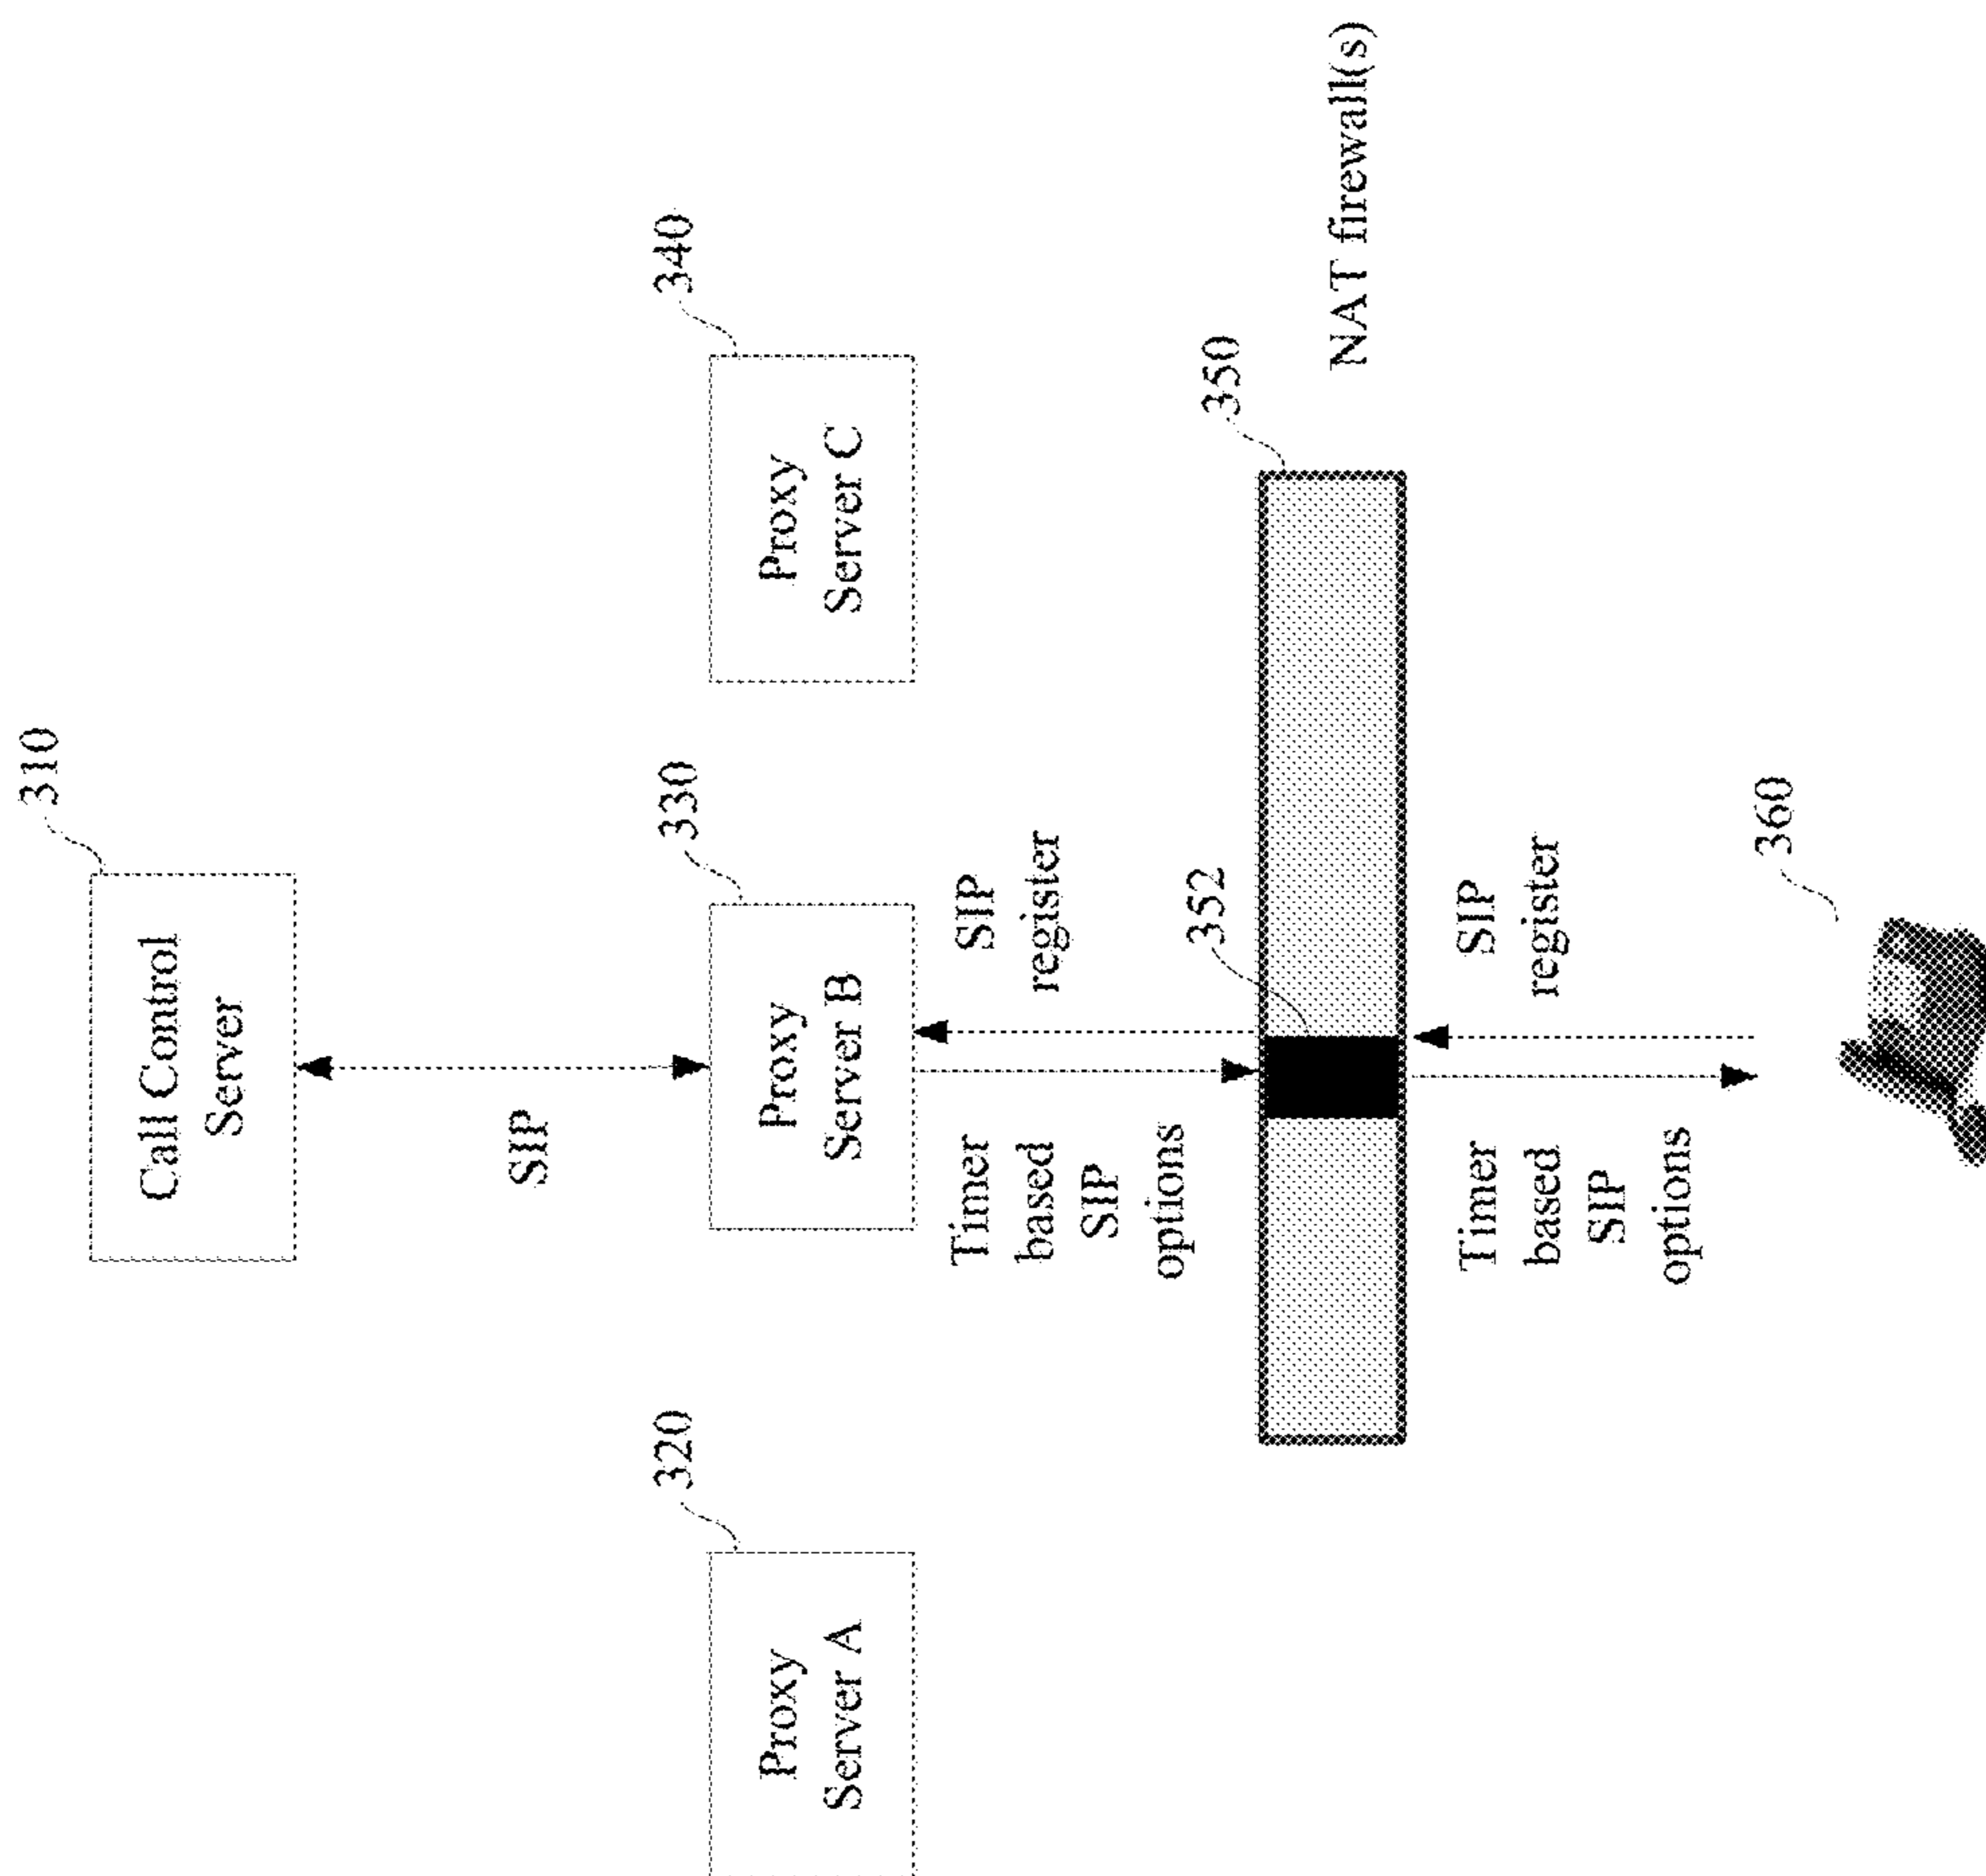 310
Call Control
Server
SIP
320
Proxy
Server A
330
Proxy
Server B
340
Proxy
Server C
Timer
based
SIP
options
SIP
register
352
350
NAT firewall(s)
Timer
based
SIP
options
SIP
register
360